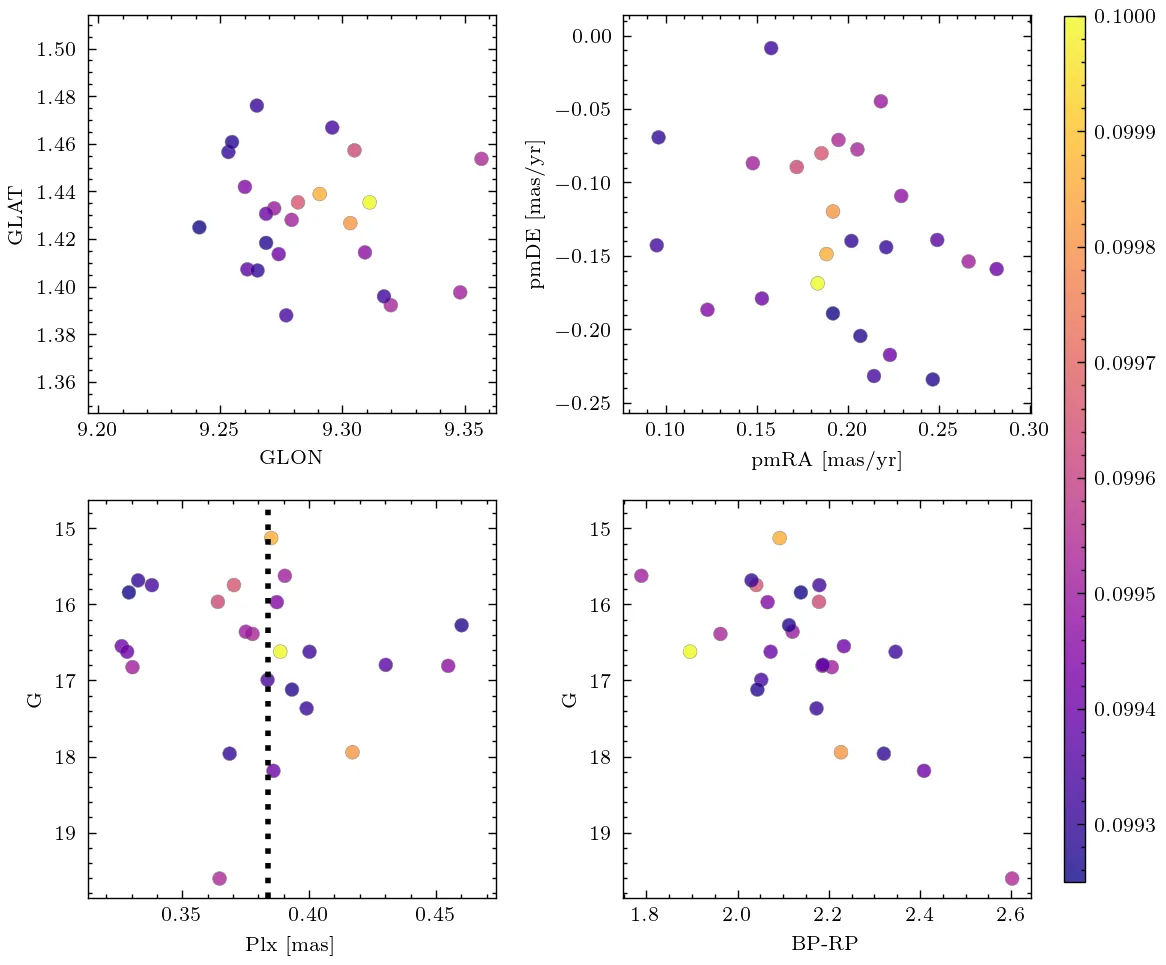 1.50
1.48
1.46
1.44
1.42
1.40
1.38
1.36
GLAT
9.20 9.25 9.30 9.35
GLON
0.00
−0.05
−0.10
−0.15
−0.20
−0.25
pmDE [mas/yr]
0.10 0.15 0.20 0.25 0.30
pmRA [mas/yr]
15
16
17
18
19
G
0.35 0.40 0.45
Plx [mas]
15
16
17
18
19
G
1.8 2.0 2.2 2.4 2.6
BP-RP
0.1000
0.0999
0.0998
0.0997
0.0996
0.0995
0.0994
0.0993